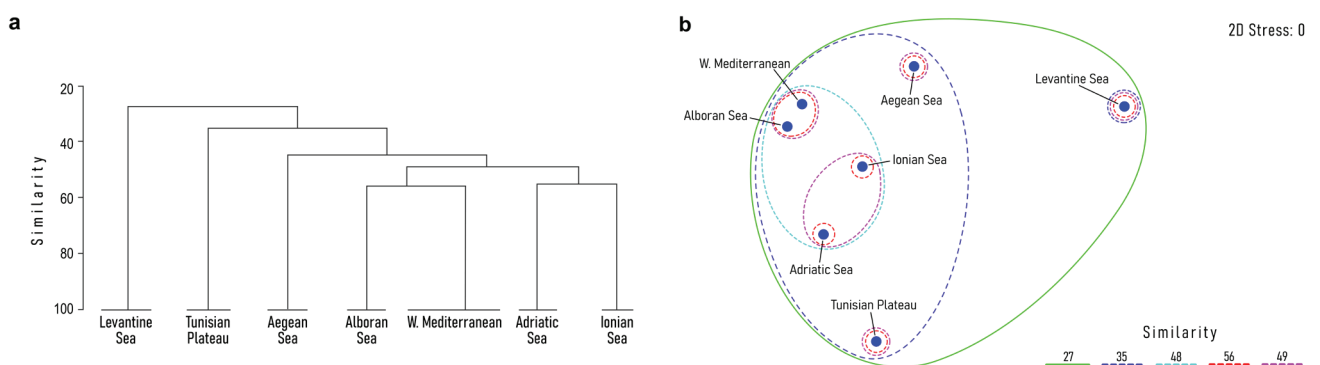 a
20
40
60
80
100
Similarity
Levantine
Sea
Tunisian
Plateau
Aegean
Sea
Alboran
Sea
W. Mediterranean
Adriatic
Sea
Ionian
Sea
b
2D Stress: 0
W. Mediterranean
Alboran Sea
Aegean Sea
Levantine Sea
Ionian Sea
Adriatic Sea
Tunisian Plateau
Similarity
27 35 48 56 49